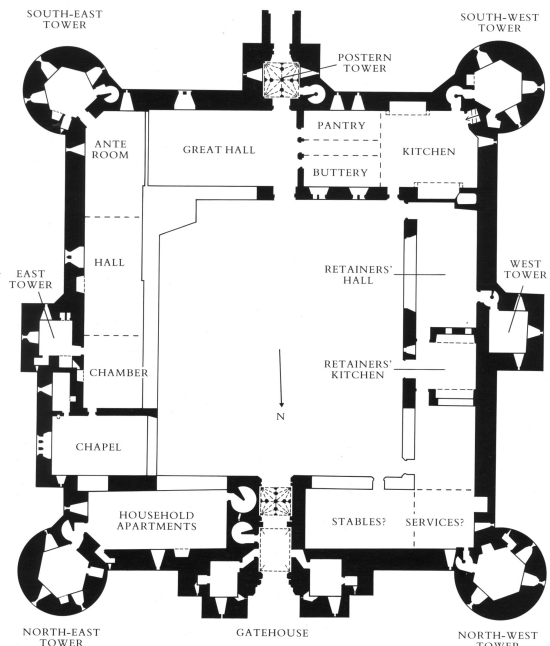 SOUTH-EAST
TOWER
SOUTH-WEST
TOWER
POSTERN
TOWER
ANTE
ROOM
GREAT HALL
PANTRY
BUTTERY
KITCHEN
HALL
RETAINERS'
HALL
EAST
TOWER
WEST
TOWER
CHAMBER
RETAINERS'
KITCHEN
N
CHAPEL
HOUSEHOLD
APARTMENTS
STABLES?
SERVICES?
NORTH-EAST
TOWER
GATEHOUSE
NORTH-WEST
TOWER